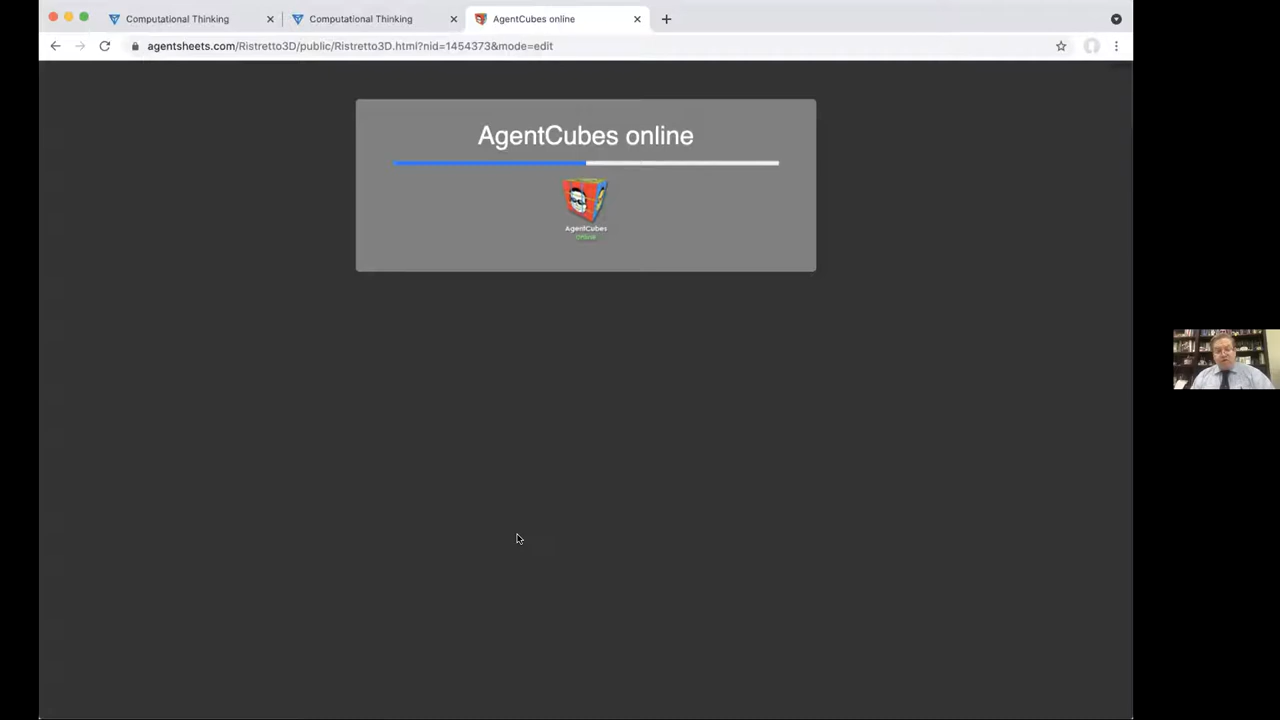 Computational Thinking
Computational Thinking
AgentCubes online
agentsheets.com/Ristretto3D/public/Ristretto3D.html?nid=1454373&mode=edit
AgentCubes online
AgentCubes
online